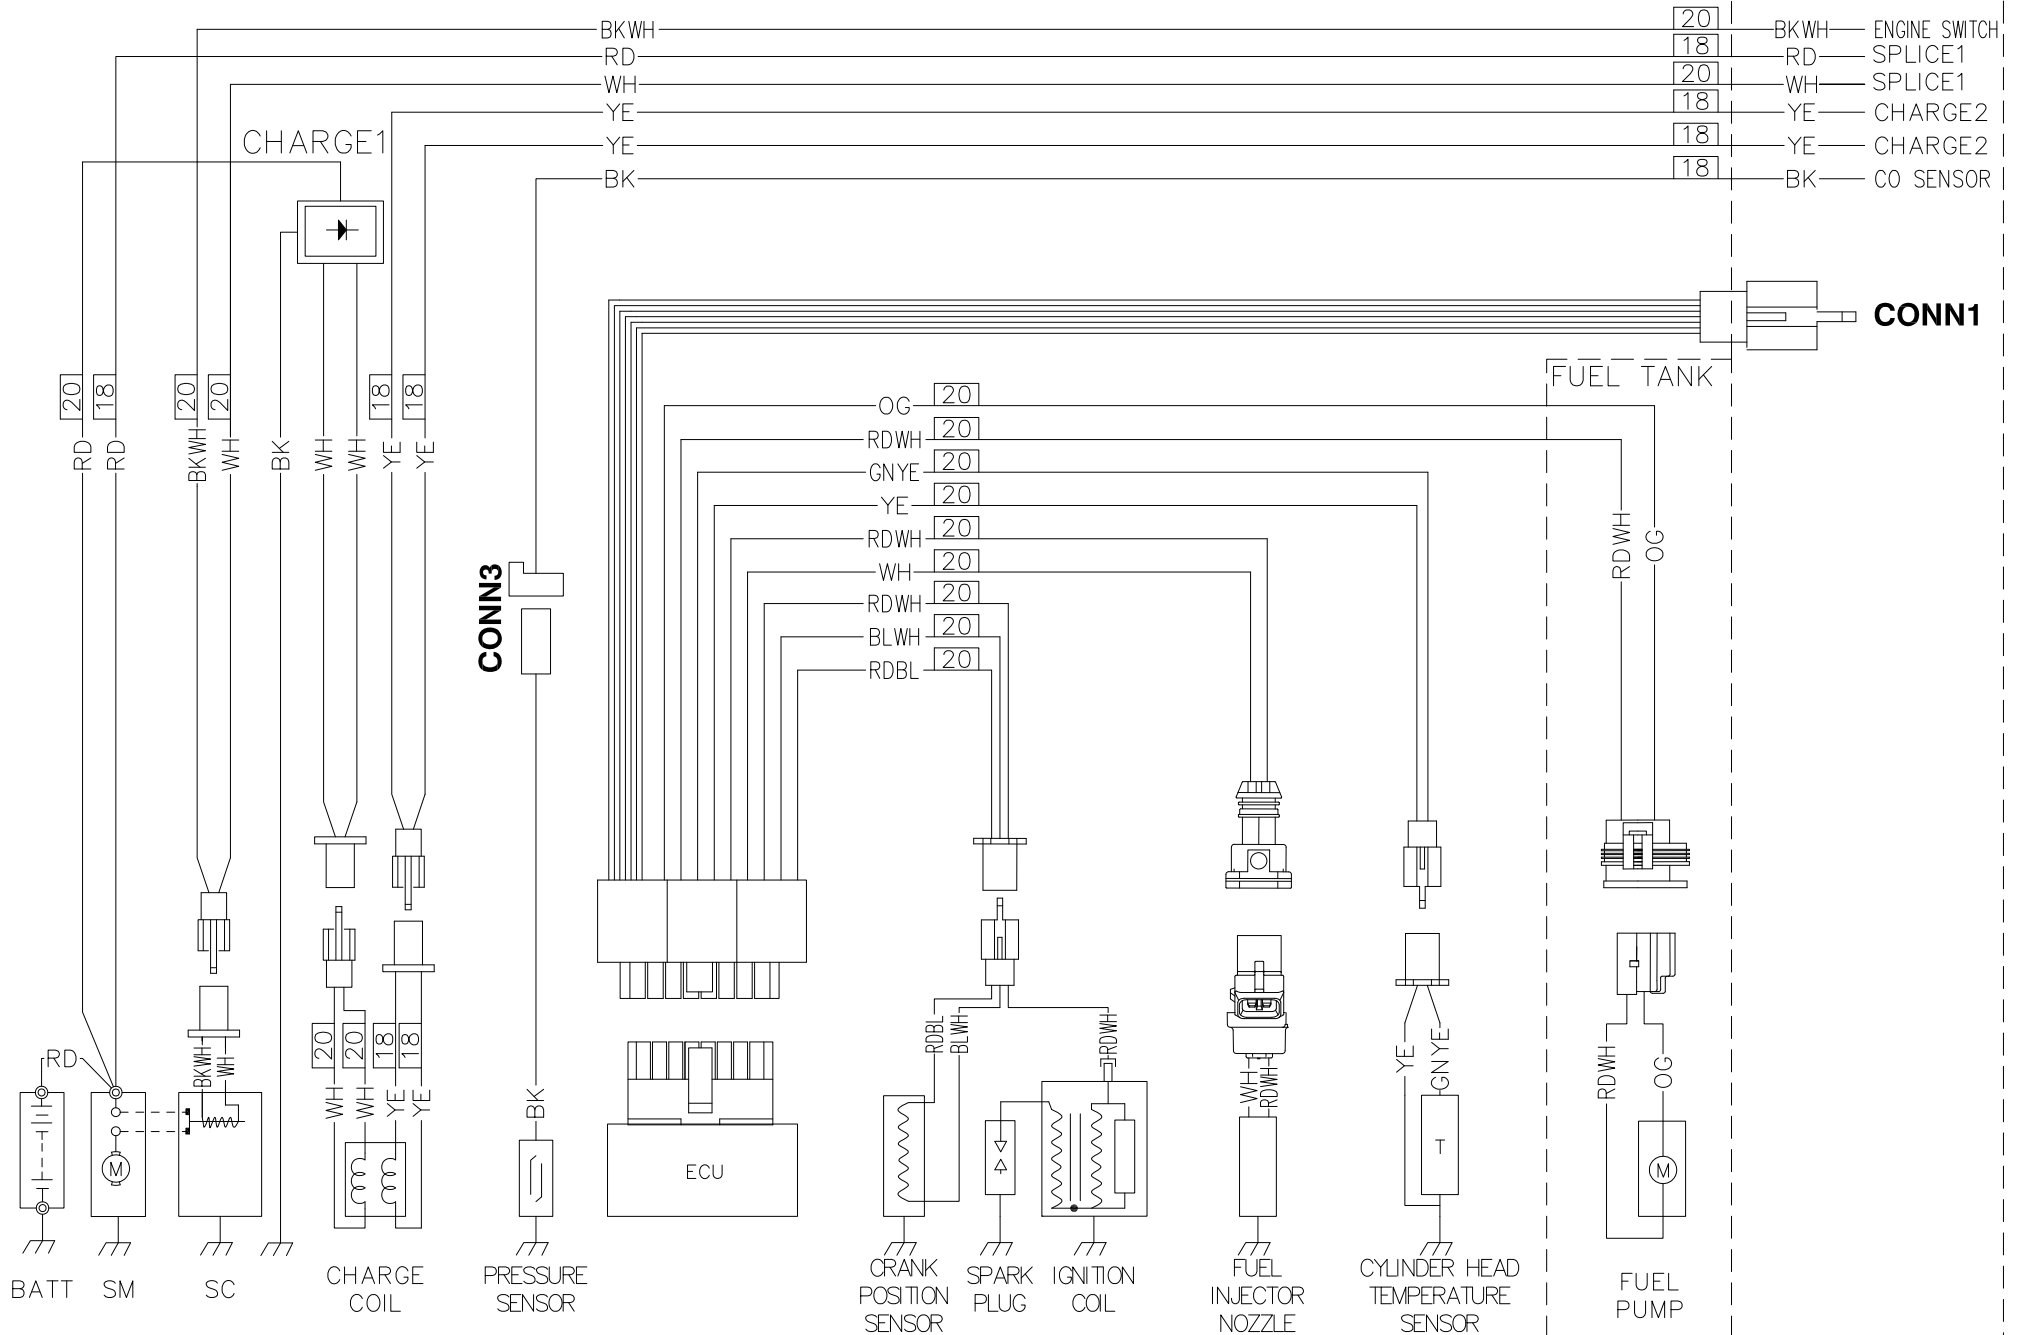 BKWH 20 BKWH ENGINE SWITCH
RD 18 RD SPLICE1
WH 20 WH SPLICE1
YE 18 YE CHARGE2
CHARGE1
YE 18 YE CHARGE2
BK 18 BK CO SENSOR
CONN1
FUEL TANK
20 18 20 20 18 18
RD RD BKWH WH BK WH WH YE YE
OG 20
RDWH 20
GNYE 20
YE 20
RDWH 20
WH 20
RDWH 20
BLWH 20
RDBL 20
RDWH OG
CONN3
RD
BKWH WH
20 20 18 18
WH WH YE YE
BK
RDBL BLWH RDWH
WH RDWH
YE GNYE
RDWH OG
M
ECU
T
M
BATT
SM
SC
CHARGE
COIL
PRESSURE
SENSOR
CRANK
POSITION
SENSOR
SPARK
PLUG
IGNITION
COIL
FUEL
INJECTOR
NOZZLE
CYLINDER HEAD
TEMPERATURE
SENSOR
FUEL
PUMP